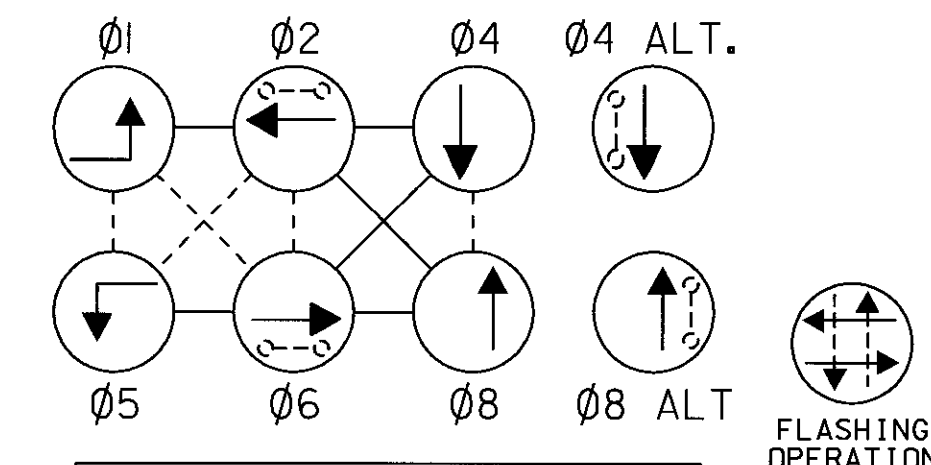 Ø1 Ø2 Ø4 Ø4 ALT.
Ø5 Ø6 Ø8 Ø8 ALT
FLASHING
OPERATION